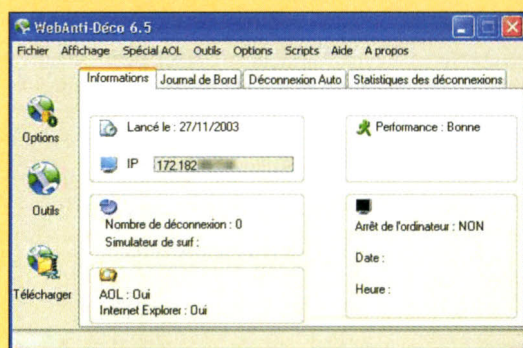 WebAnti-Déco 6.5
Fichier Affichage Spécial AOL Outils Options Scripts Aide A propos
Informations Journal de Bord Déconnexion Auto Statistiques des déconnexions
Options
Outils
Télécharger
Lancé le : 27/11/2003
IP 172.182
Nombre de déconnexion : 0
Simulateur de surf :
AOL : Oui
Internet Explorer : Oui
Performance : Bonne
Arrêt de l'ordinateur : NON
Date :
Heure :